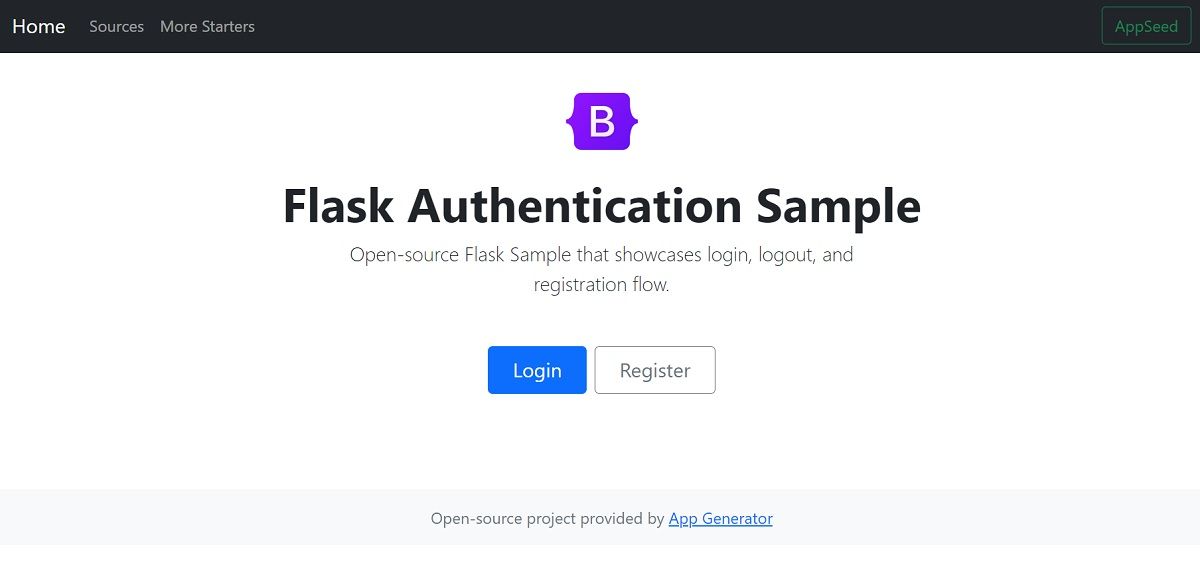 Home Sources More Starters AppSeed
B
Flask Authentication Sample
Open-source Flask Sample that showcases login, logout, and
registration flow.
Login Register
Open-source project provided by App Generator